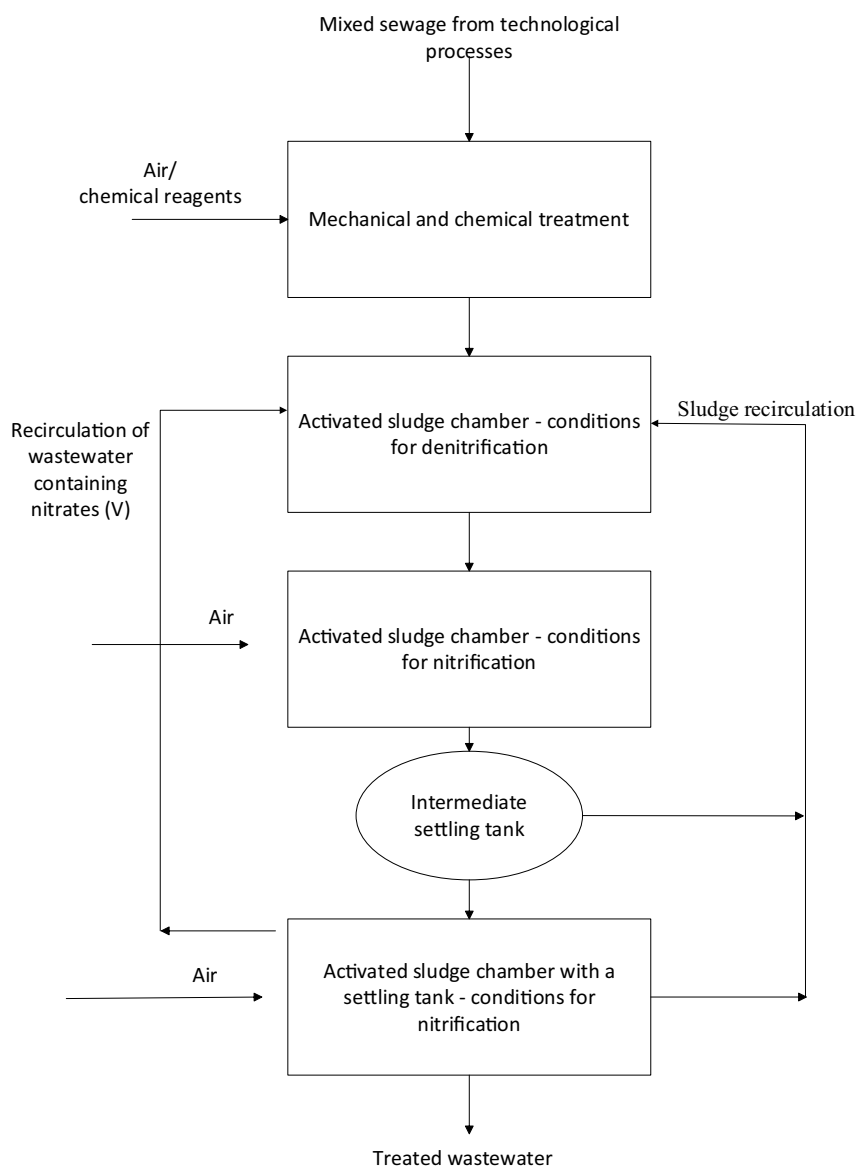 Mixed sewage from technological
processes
Air/
chemical reagents
Mechanical and chemical treatment
Activated sludge chamber - conditions
for denitrification
Sludge recirculation
Recirculation of
wastewater
containing
nitrates (V)
Air
Activated sludge chamber - conditions
for nitrification
Intermediate
settling tank
Air
Activated sludge chamber with a
settling tank - conditions for
nitrification
Treated wastewater